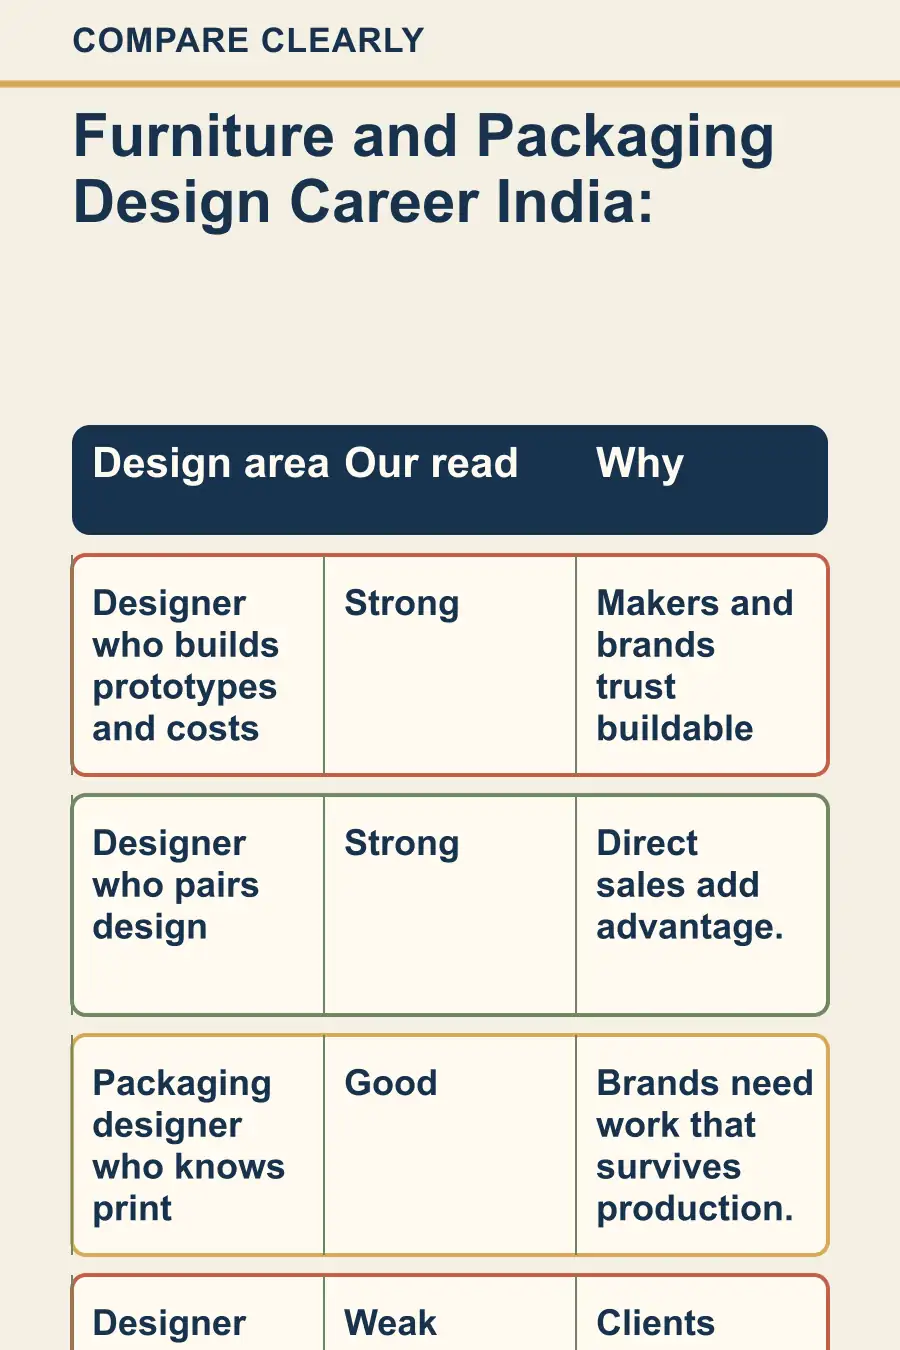 COMPARE CLEARLY
Furniture and Packaging
Design Career India:
Design area Our read Why
Designer
who builds
prototypes
and costs
Strong
Makers and
brands
trust
buildable
Designer
who pairs
design
Strong
Direct
sales add
advantage.
Packaging
designer
who knows
print
Good
Brands need
work that
survives
production.
Designer
Weak
Clients